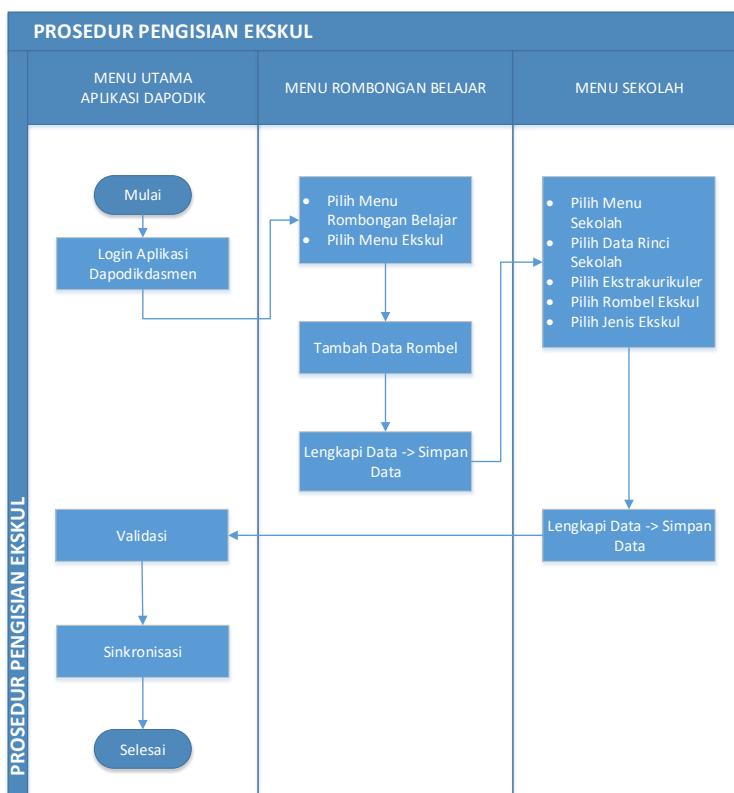 PROSEDUR PENGISIAN EKSKUL
MENU UTAMA
APLIKASI DAPODIK
MENU ROMBONGAN BELAJAR
MENU SEKOLAH
PROSEDUR PENGISIAN EKSKUL
Mulai
Login Aplikasi
Dapodikdasmen
• Pilih Menu
Rombongan Belajar
• Pilih Menu Ekskul
Tambah Data Rombel
Lengkapi Data -> Simpan
Data
• Pilih Menu
Sekolah
• Pilih Data Rinci
Sekolah
• Pilih Ekstrakurikuler
• Pilih Rombel Ekskul
• Pilih Jenis Ekskul
Lengkapi Data -> Simpan
Data
Validasi
Sinkronisasi
Selesai